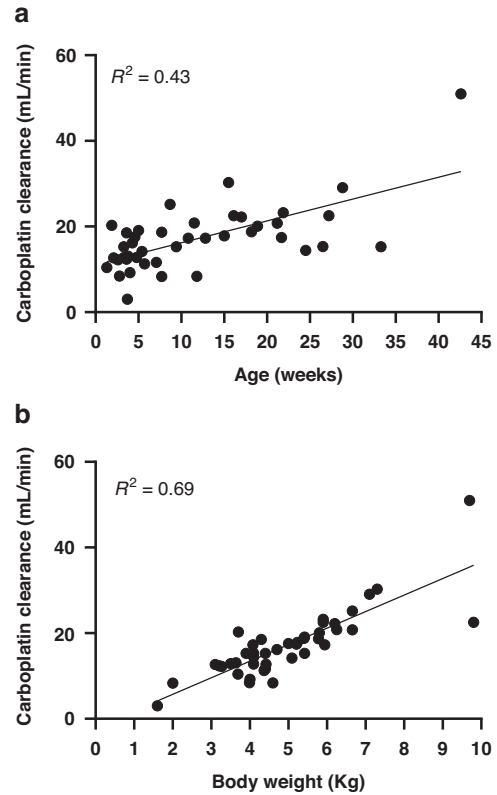 a
60
R² = 0.43
40
20
0
Carboplatin clearance (mL/min)
0 5 10 15 20 25 30 35 40 45
Age (weeks)
b
60
R² = 0.69
40
20
0
Carboplatin clearance (mL/min)
0 1 2 3 4 5 6 7 8 9 10
Body weight (Kg)